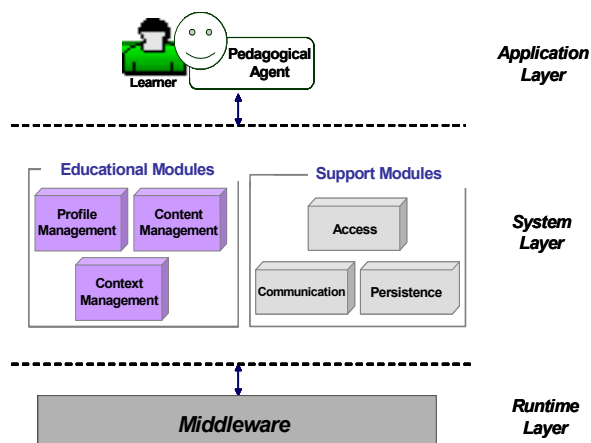 Pedagogical
Agent
Learner
Application
Layer
Educational Modules
Support Modules
Profile
Management
Content
Management
Context
Management
Access
Communication
Persistence
System
Layer
Middleware
Runtime
Layer